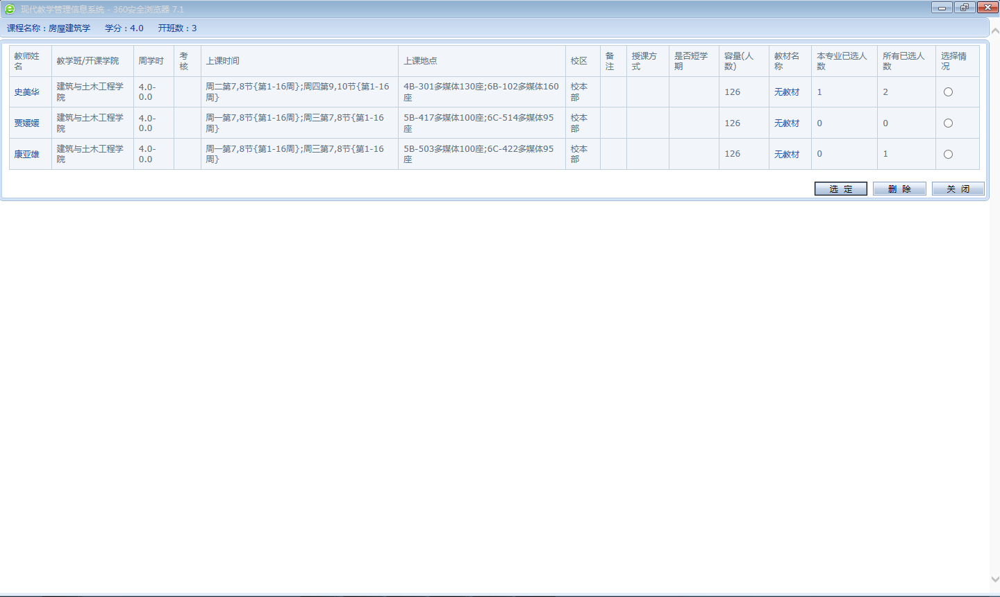 现代教学管理信息系统 - 360安全浏览器 7.1
课程名称：房屋建筑学 学分：4.0 开班数：3
教师姓名 教学班/开课学院 周学时 考核 上课时间 上课地点 校区 备注 授课方式 是否短学期 容量(人数) 教材名称 本专业已选人数 所有已选人数 选择情况
史美华 建筑与土木工程学院 4.0-0.0 周二第7,8节{第1-16周};周四第9,10节{第1-16周} 4B-301多媒体130座;6B-102多媒体160座 校本部 126 无教材 1 2
贾媛媛 建筑与土木工程学院 4.0-0.0 周一第7,8节{第1-16周};周三第7,8节{第1-16周} 5B-417多媒体100座;6C-514多媒体95座 校本部 126 无教材 0 0
康亚雄 建筑与土木工程学院 4.0-0.0 周一第7,8节{第1-16周};周三第7,8节{第1-16周} 5B-503多媒体100座;6C-422多媒体95座 校本部 126 无教材 0 1
选 定 删 除 关 闭